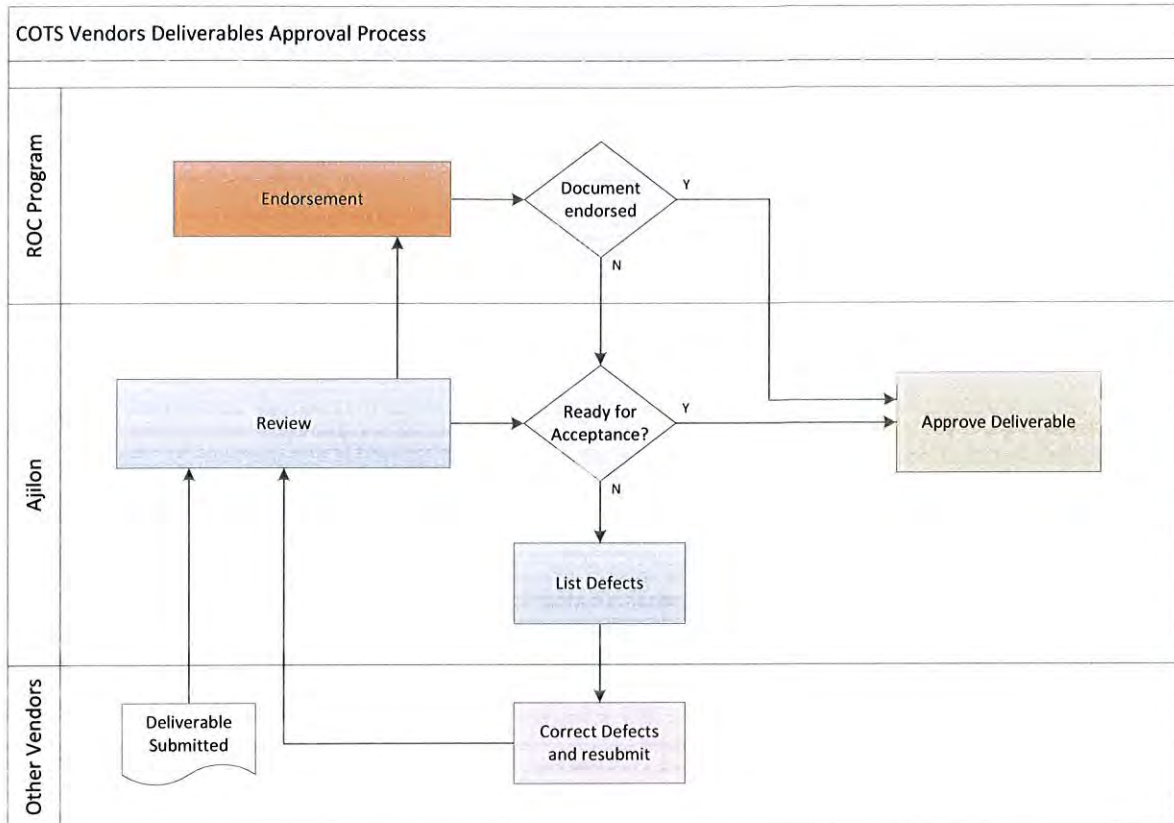 COTS Vendors Deliverables Approval Process
ROC Program
Endorsement
Document
endorsed
Y
N
Ajilon
Review
Ready for
Acceptance?
Y
Approve Deliverable
N
List Defects
Other Vendors
Deliverable
Submitted
Correct Defects
and resubmit